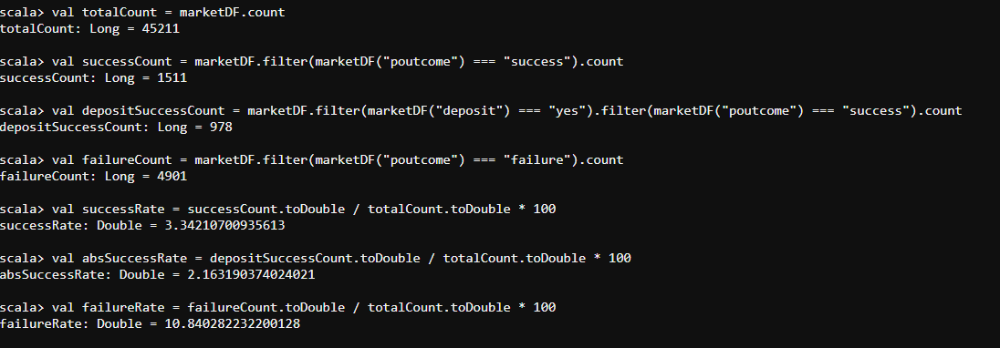 scala> val totalCount = marketDF.count
totalCount: Long = 45211
scala> val successCount = marketDF.filter(marketDF("poutcome") === "success").count
successCount: Long = 1511
scala> val depositSuccessCount = marketDF.filter(marketDF("deposit") === "yes").filter(marketDF("poutcome") === "success").count
depositSuccessCount: Long = 978
scala> val failureCount = marketDF.filter(marketDF("poutcome") === "failure").count
failureCount: Long = 4901
scala> val successRate = successCount.toDouble / totalCount.toDouble * 100
successRate: Double = 3.34210700935613
scala> val absSuccessRate = depositSuccessCount.toDouble / totalCount.toDouble * 100
absSuccessRate: Double = 2.163190374024021
scala> val failureRate = failureCount.toDouble / totalCount.toDouble * 100
failureRate: Double = 10.840282232200128